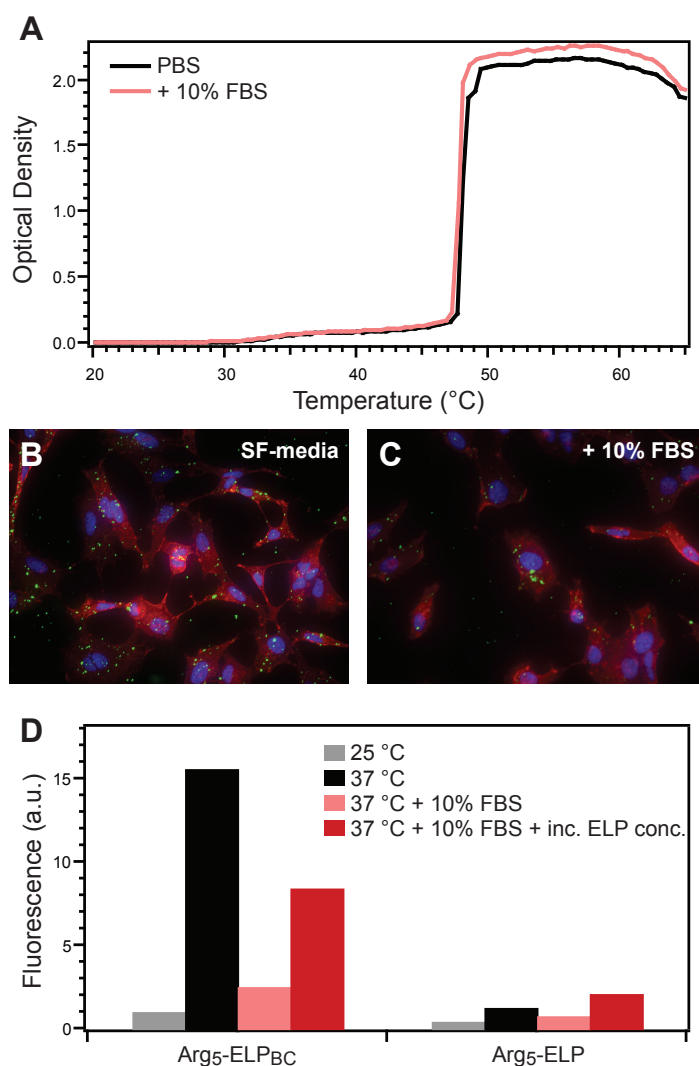 A
PBS
+ 10% FBS
Optical Density
2.0
1.5
1.0
0.5
0.0
20 30 40 50 60
Temperature (°C)
B SF-media
C + 10% FBS
D
25 °C
37 °C
37 °C + 10% FBS
37 °C + 10% FBS + inc. ELP conc.
Fluorescence (a.u.)
15
10
5
0
Arg5-ELPBC Arg5-ELP